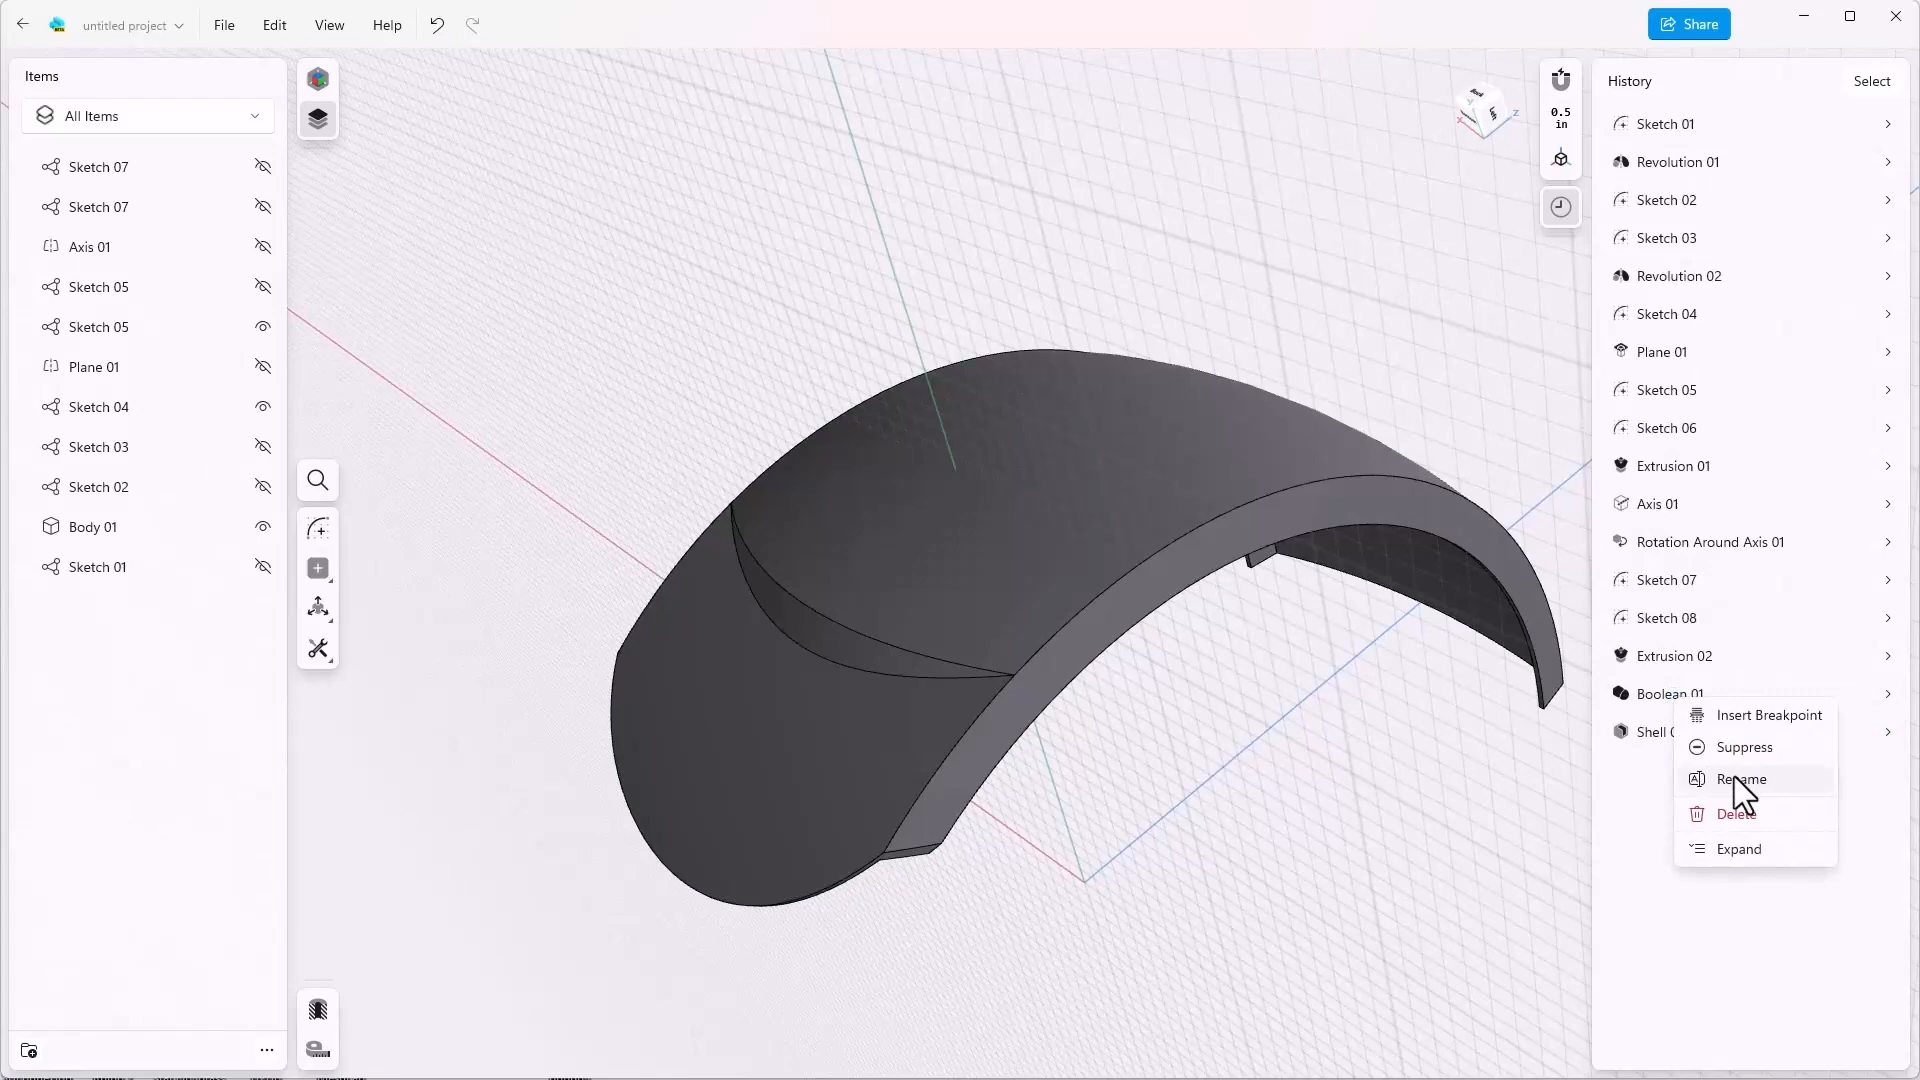 untitled project
File
Edit
View
Help
Share
Items
All Items
Sketch 07
Sketch 07
Axis 01
Sketch 05
Sketch 05
Plane 01
Sketch 04
Sketch 03
Sketch 02
Body 01
Sketch 01
Back
Left
X
Z
0.5
in
History
Select
Sketch 01
Revolution 01
Sketch 02
Sketch 03
Revolution 02
Sketch 04
Plane 01
Sketch 05
Sketch 06
Extrusion 01
Axis 01
Rotation Around Axis 01
Sketch 07
Sketch 08
Extrusion 02
Boolean 01
Shell
Insert Breakpoint
Suppress
Rename
Delete
Expand